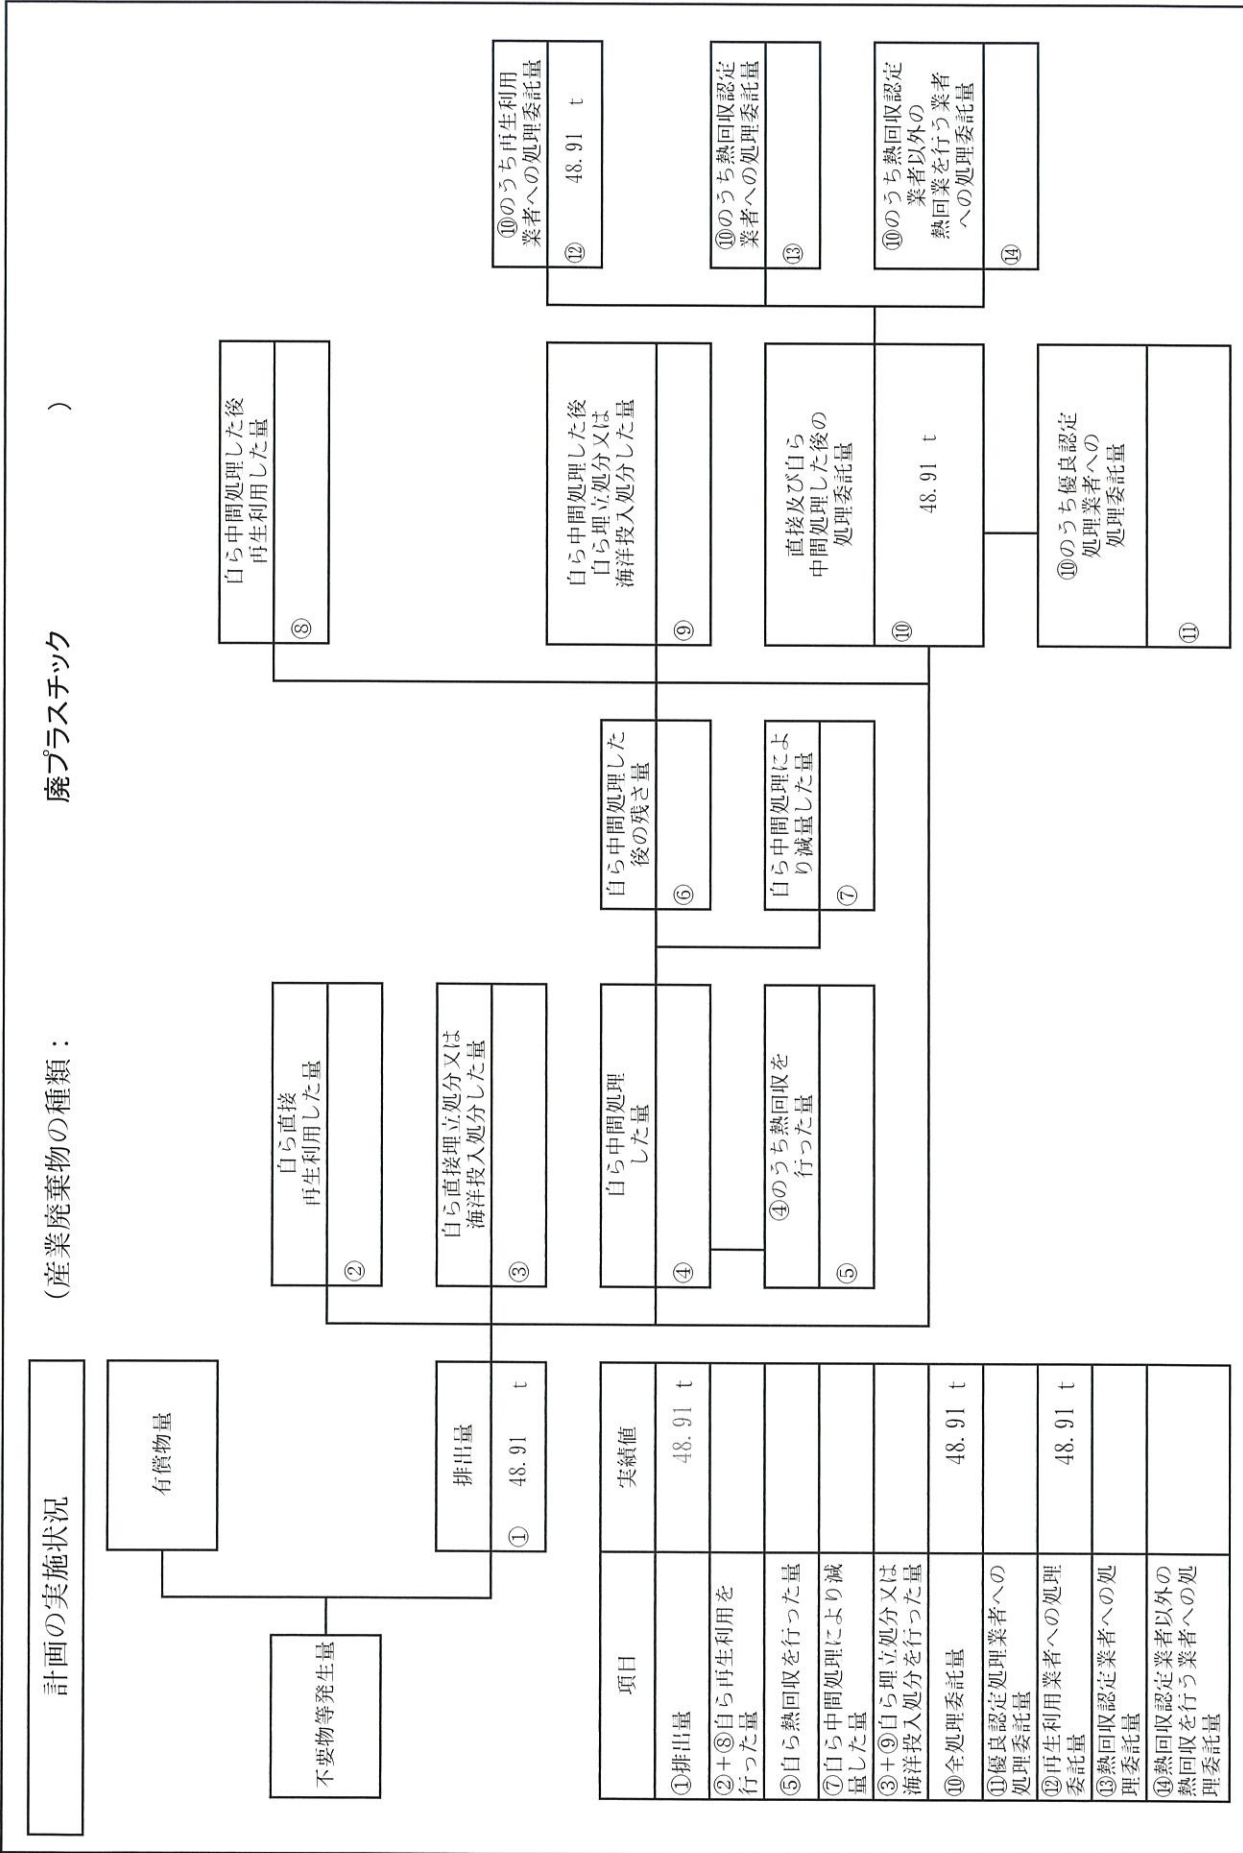 計画の実施状況
(産業廃棄物の種類：
廃プラスチック
)
不要物等発生量
有償物量
排出量
① 48.91 t
自ら直接
再生利用した量
②
自ら直接埋立処分又は
海洋投入処分した量
③
自ら中間処理
した量
④
④のうち熱回収を
行った量
⑤
自ら中間処理した
後の残さ量
⑥
自ら中間処理によ
り減量した量
⑦
自ら中間処理した後
再生利用した量
⑧
自ら中間処理した後
自ら埋立処分又は
海洋投入処分した量
⑨
直接及び自ら
中間処理した後の
処理委託量
⑩ 48.91 t
⑩のうち優良認定
処理業者への
処理委託量
⑪
⑩のうち再生利用
業者への処理委託量
⑫ 48.91 t
⑩のうち熱回収認定
業者への処理委託量
⑬
⑩のうち熱回収認定
業者以外の
熱回業を行う業者
への処理委託量
⑭
項目 実績値
①排出量 48.91 t
②+⑧自ら再生利用を
行った量
⑤自ら熱回収を行った量
⑦自ら中間処理により減
量した量
③+⑨自ら埋立処分又は
海洋投入処分を行った量
⑩全処理委託量 48.91 t
⑪優良認定処理業者への
処理委託量
⑫再生利用業者への処理
委託量 48.91 t
⑬熱回収認定業者への処
理委託量
⑭熱回収認定業者以外の
熱回収を行う業者への処
理委託量